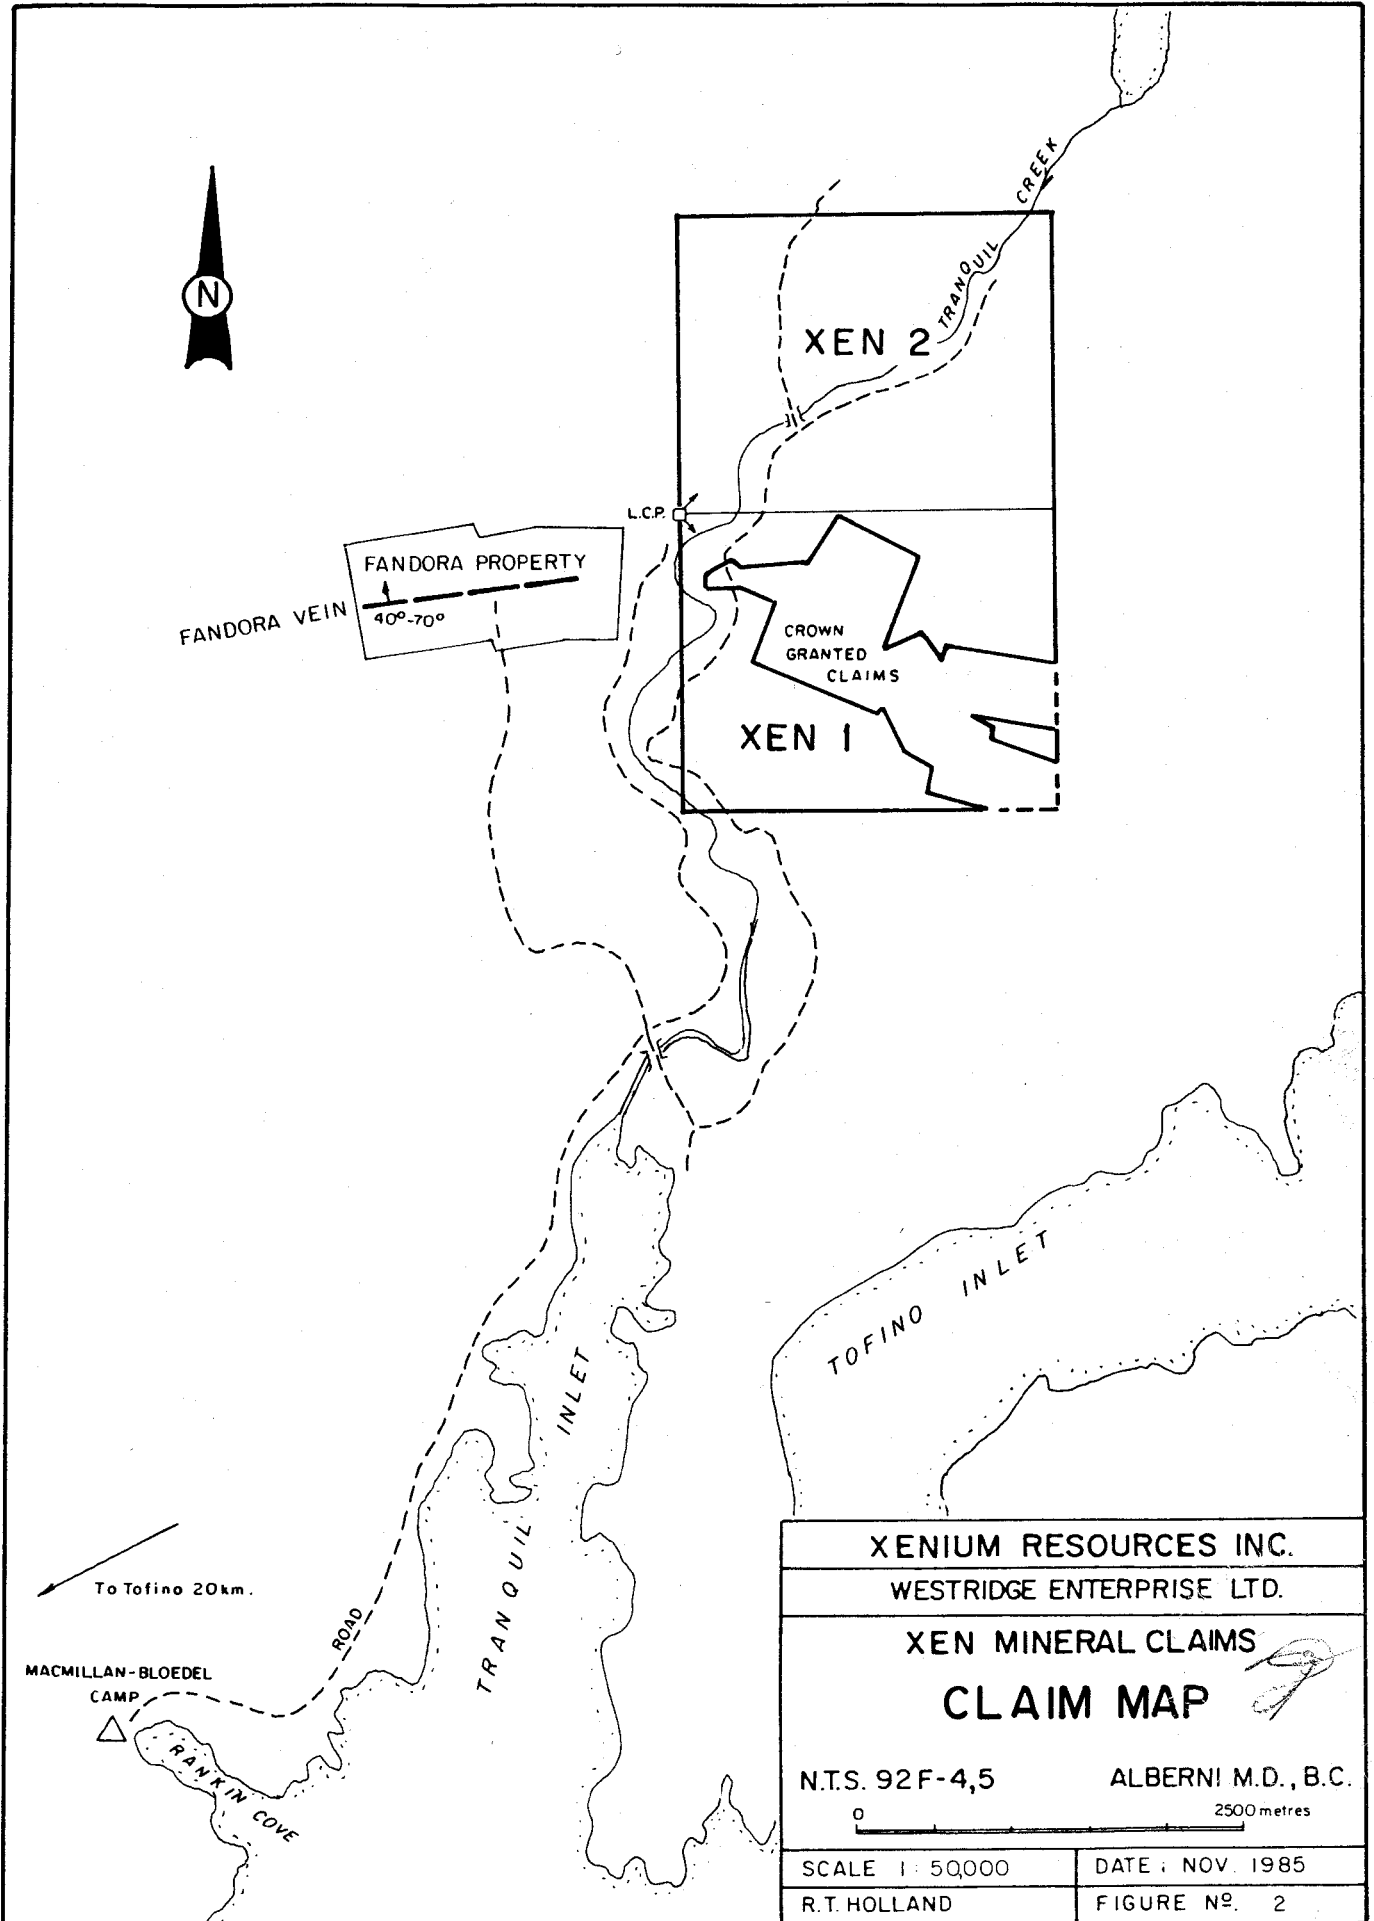 CREEK
TRANQUIL
N
XEN 2
L.C.P.
FANDORA PROPERTY
FANDORA VEIN
40°-70°
CROWN
GRANTED
CLAIMS
XEN 1
TOFINO INLET
TRANQUIL INLET
To Tofino 20km.
ROAD
MACMILLAN-BLOEDEL
CAMP
RANKIN COVE
XENIUM RESOURCES INC.
WESTRIDGE ENTERPRISE LTD.
XEN MINERAL CLAIMS
CLAIM MAP
N.T.S. 92F-4,5 ALBERNI M.D., B.C.
0 2500 metres
SCALE 1:50,000 DATE: NOV. 1985
R.T. HOLLAND FIGURE Nº. 2